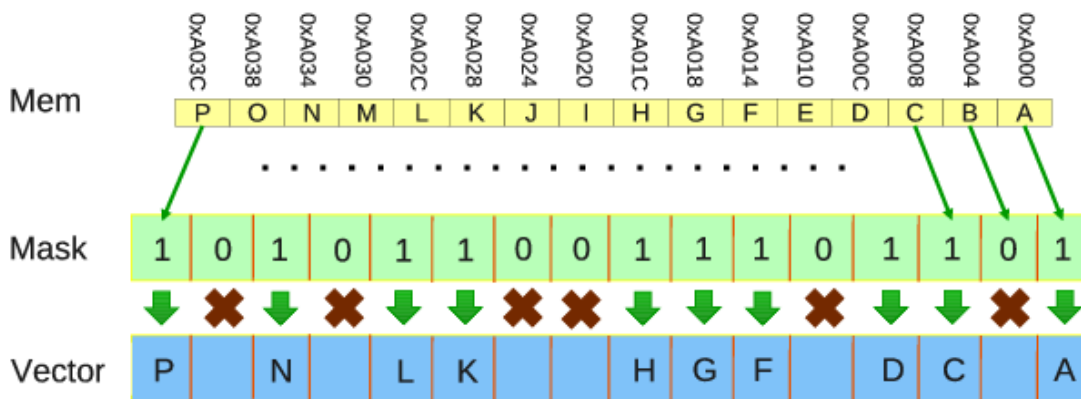 0xA03C 0xA038 0xA034 0xA030 0xA02C 0xA028 0xA024 0xA020 0xA01C 0xA018 0xA014 0xA010 0xA00C 0xA008 0xA004 0xA000
Mem P O N M L K J I H G F E D C B A
Mask 1 0 1 0 1 1 0 0 1 1 1 0 1 1 0 1
Vector P N L K H G F D C A